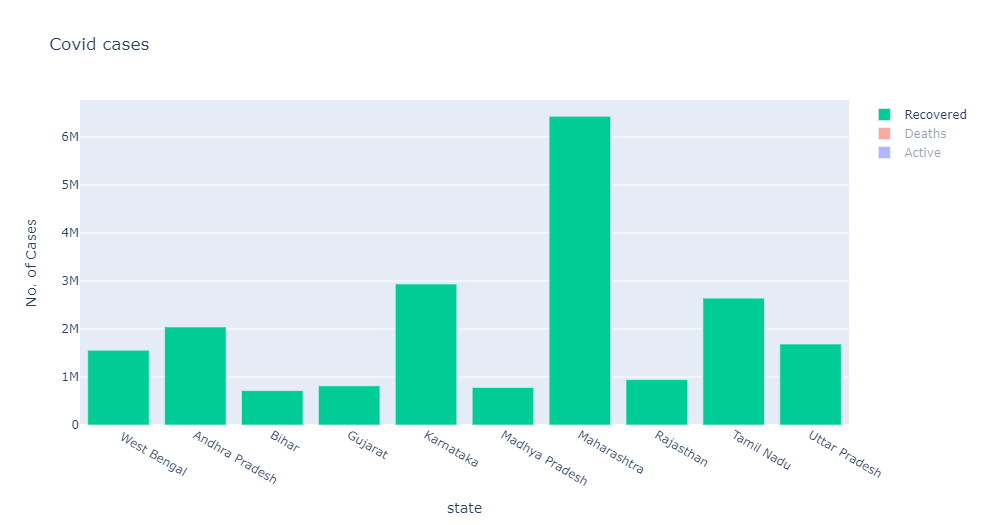 Covid cases
Recovered
Deaths
Active
No. of Cases
6M
5M
4M
3M
2M
1M
0
West Bengal
Andhra Pradesh
Bihar
Gujarat
Karnataka
Madhya Pradesh
Maharashtra
Rajasthan
Tamil Nadu
Uttar Pradesh
state